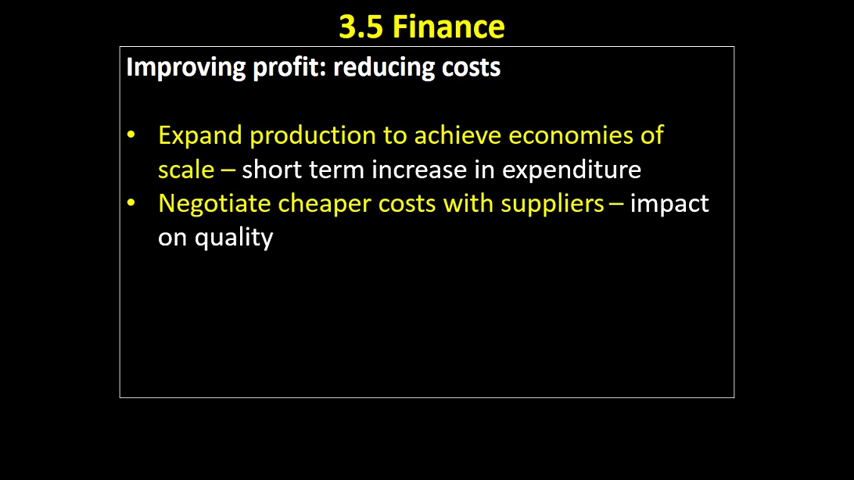 3.5 Finance
Improving profit: reducing costs
• Expand production to achieve economies of
scale – short term increase in expenditure
• Negotiate cheaper costs with suppliers – impact
on quality